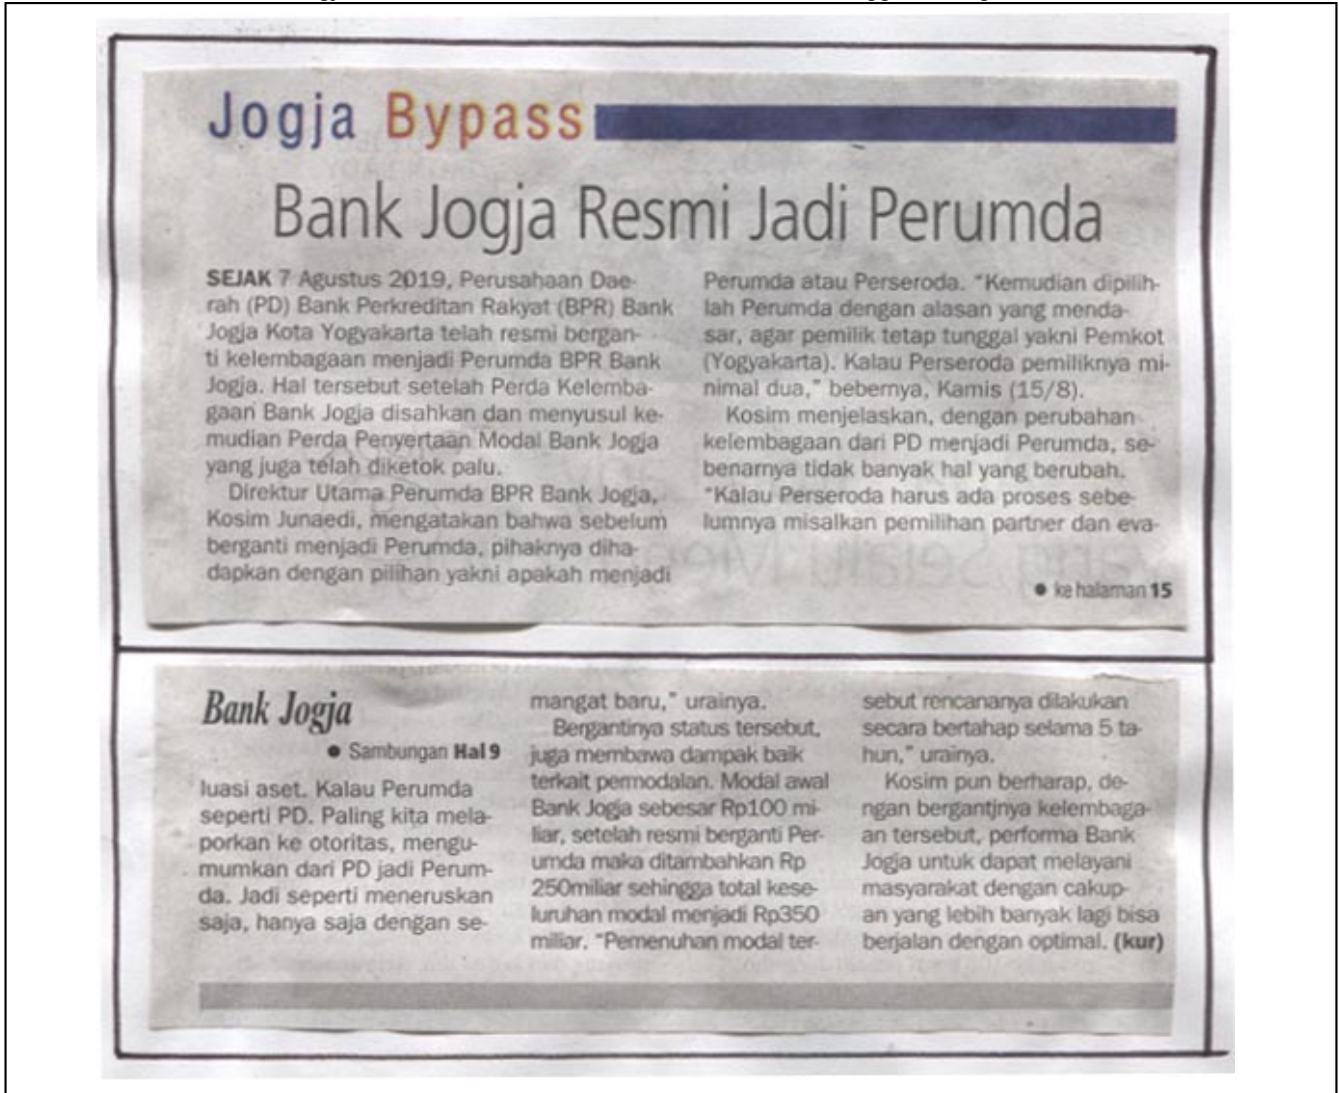 Jogja Bypass
Bank Jogja Resmi Jadi Perumda
SEJAK 7 Agustus 2019, Perusahaan Dae-
rah (PD) Bank Perkreditan Rakyat (BPR) Bank
Jogja Kota Yogyakarta telah resmi bergan-
ti kelembagaan menjadi Perumda BPR Bank
Jogja. Hal tersebut setelah Perda Kelemba-
gaan Bank Jogja disahkan dan menyusul ke-
mudian Perda Penyertaan Modal Bank Jogja
yang juga telah diketok palu.
Direktur Utama Perumda BPR Bank Jogja,
Kosim Junaedi, mengatakan bahwa sebelum
berganti menjadi Perumda, pihaknya diha-
dapkan dengan pilihan yakni apakah menjadi
Perumda atau Perseroda. "Kemudian dipilih-
lah Perumda dengan alasan yang menda-
sar, agar pemilik tetap tunggal yakni Pemkot
(Yogyakarta). Kalau Perseroda pemiliknya mi-
nimal dua," bebernya, Kamis (15/8).
Kosim menjelaskan, dengan perubahan
kelembagaan dari PD menjadi Perumda, se-
benarnya tidak banyak hal yang berubah.
"Kalau Perseroda harus ada proses sebe-
lumnya misalkan pemilihan partner dan eva-
● ke halaman 15
Bank Jogja
● Sambungan Hal 9
luasi aset. Kalau Perumda
seperti PD. Paling kita mela-
porkan ke otoritas, mengu-
mumkan dari PD jadi Perum-
da. Jadi seperti meneruskan
saja, hanya saja dengan se-
mangat baru," urainya.
Bergantinya status tersebut,
juga membawa dampak baik
terkait permodalan. Modal awal
Bank Jogja sebesar Rp100 mi-
liar, setelah resmi berganti Per-
umda maka ditambahkan Rp
250miliar sehingga total kese-
luruhan modal menjadi Rp350
miliar. "Pemenuhan modal ter-
sebut rencananya dilakukan
secara bertahap selama 5 ta-
hun," urainya.
Kosim pun berharap, de-
ngan bergantjnya kelembaga-
an tersebut, performa Bank
Jogja untuk dapat melayani
masyarakat dengan cakup-
an yang lebih banyak lagi bisa
berjalan dengan optimal. (kur)